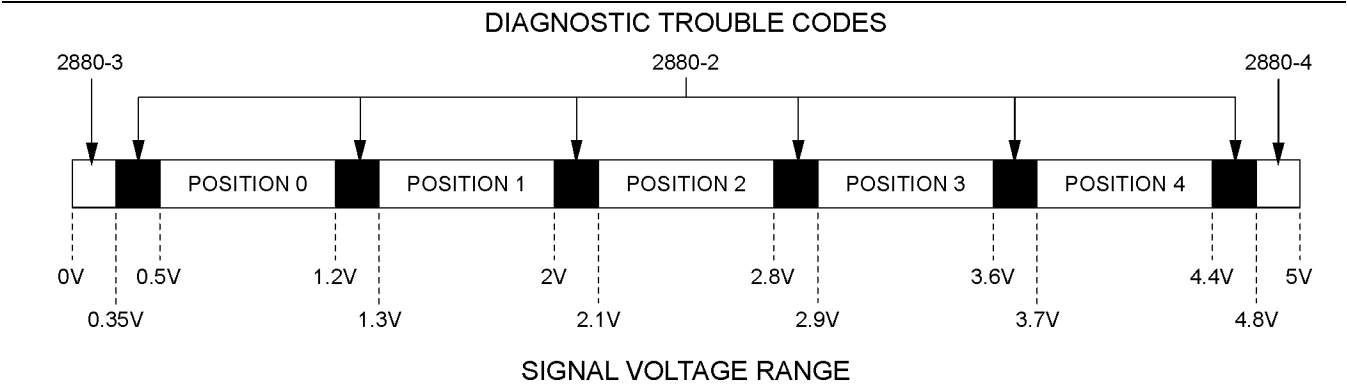 DIAGNOSTIC TROUBLE CODES
2880-3 2880-2 2880-4
POSITION 0 POSITION 1 POSITION 2 POSITION 3 POSITION 4
0V 0.5V 1.2V 2V 2.8V 3.6V 4.4V 5V
0.35V 1.3V 2.1V 2.9V 3.7V 4.8V
SIGNAL VOLTAGE RANGE